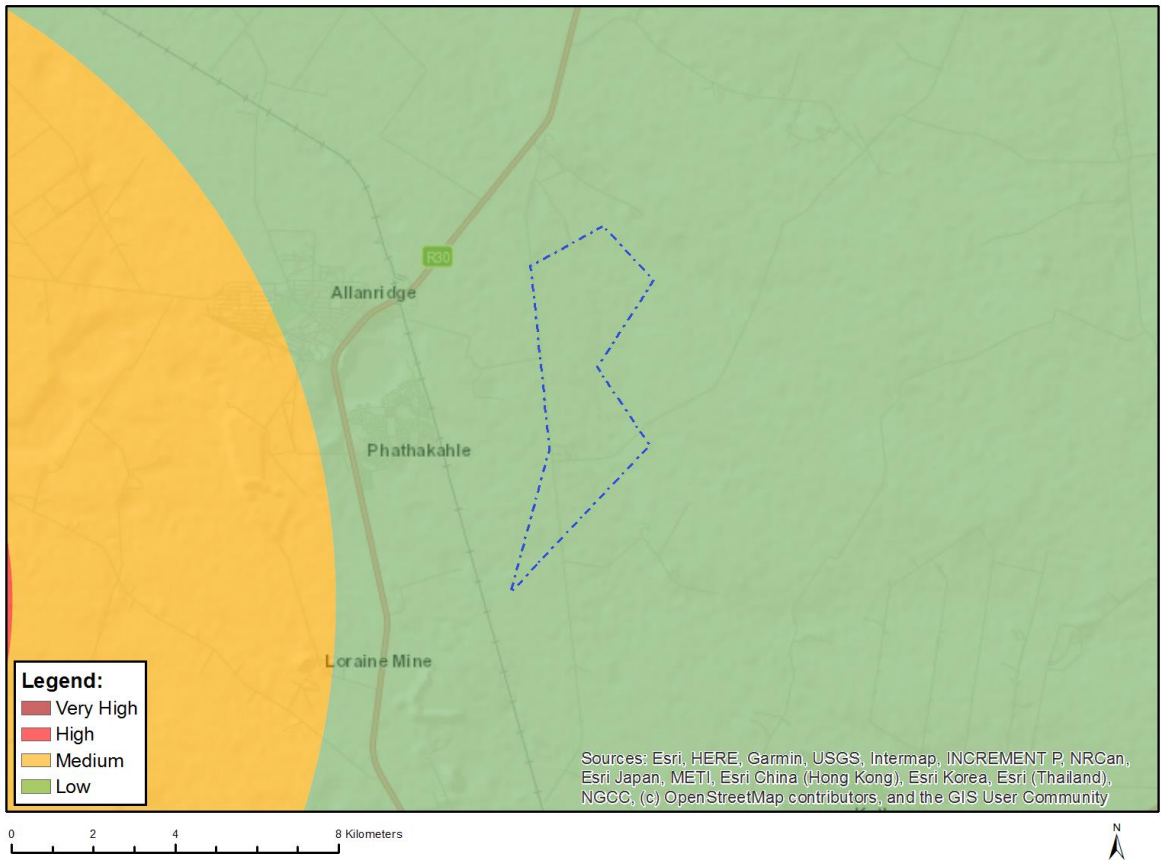 R30
Allanridge
Phathakahle
Loraine Mine
Legend:
Very High
High
Medium
Low
Sources: Esri, HERE, Garmin, USGS, Intermap, INCREMENT P, NRCan,
Esri Japan, METI, Esri China (Hong Kong), Esri Korea, Esri (Thailand),
NGCC, (c) OpenStreetMap contributors, and the GIS User Community
0 2 4 8 Kilometers
N